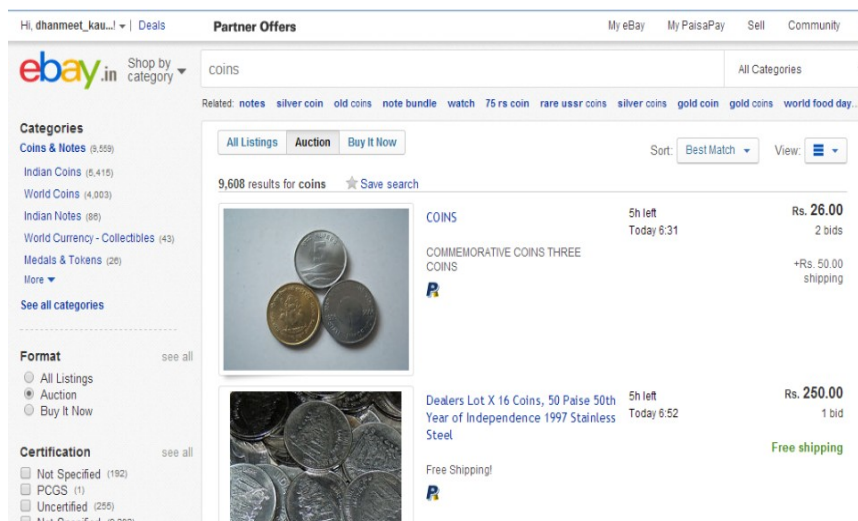 Hi, dhanmeet_kau...! | Deals
Partner Offers
My eBay My PaisaPay Sell Community
ebay.in
Shop by
category
coins
All Categories
Related: notes silver coin old coins note bundle watch 75 rs coin rare ussr coins silver coins gold coin gold coins world food day...
Categories
Coins & Notes (9,559)
Indian Coins (5,415)
World Coins (4,003)
Indian Notes (86)
World Currency - Collectibles (43)
Medals & Tokens (26)
More
See all categories
Format see all
All Listings
Auction
Buy It Now
Certification see all
Not Specified (192)
PCGS (1)
Uncertified (255)
All Listings Auction Buy It Now
Sort: Best Match View:
9,608 results for coins Save search
COINS
COMMEMORATIVE COINS THREE
COINS
5h left
Today 6:31
Rs. 26.00
2 bids
+Rs. 50.00
shipping
Dealers Lot X 16 Coins, 50 Paise 50th
Year of Independence 1997 Stainless
Steel
Free Shipping!
5h left
Today 6:52
Rs. 250.00
1 bid
Free shipping